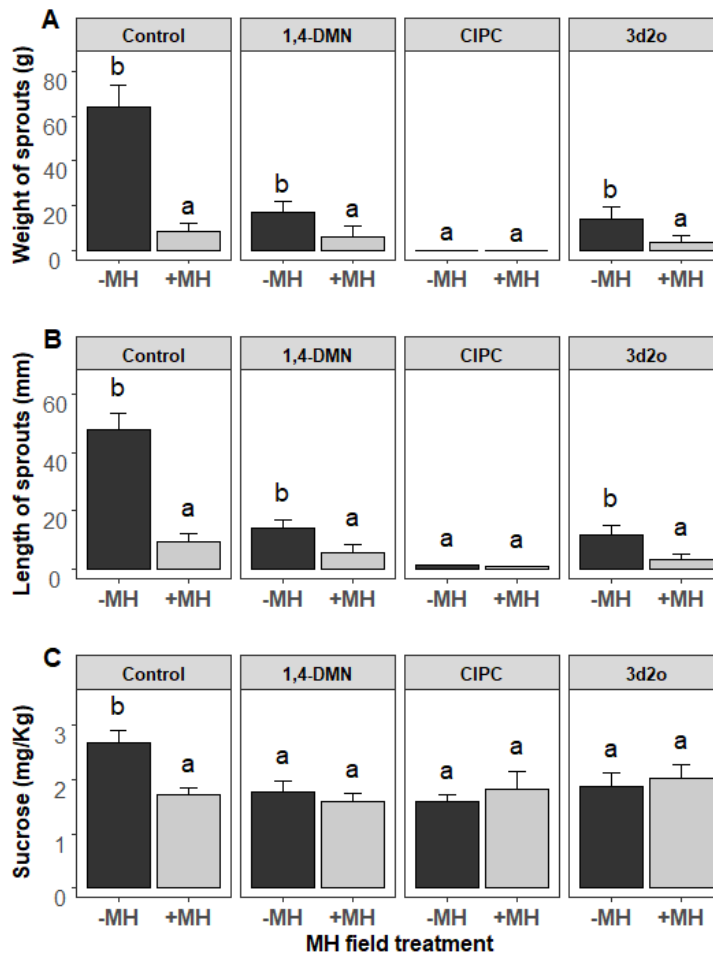 A
Control 1,4-DMN CIPC 3d2o
Weight of sprouts (g)
80
60
40
20
0
b a b a a a b a
-MH +MH -MH +MH -MH +MH -MH +MH
B
Control 1,4-DMN CIPC 3d2o
Length of sprouts (mm)
60
40
20
0
b a b a a a b a
-MH +MH -MH +MH -MH +MH -MH +MH
C
Control 1,4-DMN CIPC 3d2o
Sucrose (mg/Kg)
3
2
1
0
b a a a a a a a
-MH +MH -MH +MH -MH +MH -MH +MH
MH field treatment